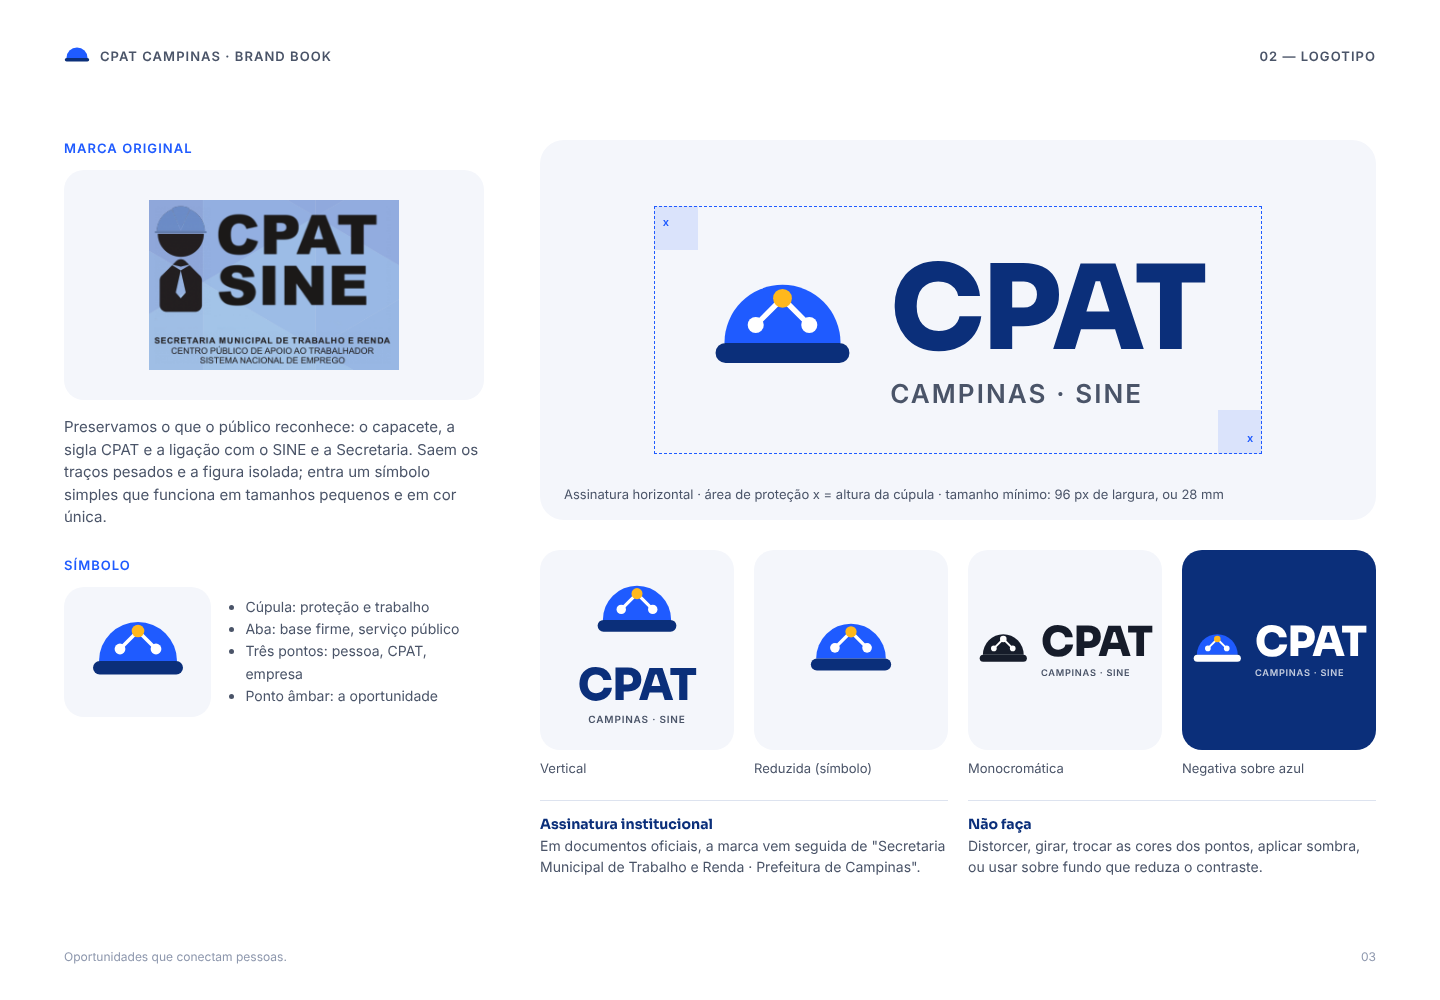 CPAT CAMPINAS · BRAND BOOK
02 — LOGOTIPO
MARCA ORIGINAL
CPAT
SINE
SECRETARIA MUNICIPAL DE TRABALHO E RENDA
CENTRO PÚBLICO DE APOIO AO TRABALHADOR
SISTEMA NACIONAL DE EMPREGO
Preservamos o que o público reconhece: o capacete, a
sigla CPAT e a ligação com o SINE e a Secretaria. Saem os
traços pesados e a figura isolada; entra um símbolo
simples que funciona em tamanhos pequenos e em cor
única.
SÍMBOLO
Cúpula: proteção e trabalho
Aba: base firme, serviço público
Três pontos: pessoa, CPAT,
empresa
Ponto âmbar: a oportunidade
x
CPAT
CAMPINAS · SINE
x
Assinatura horizontal · área de proteção x = altura da cúpula · tamanho mínimo: 96 px de largura, ou 28 mm
CPAT
CAMPINAS · SINE
Vertical
Reduzida (símbolo)
CPAT
CAMPINAS · SINE
Monocromática
CPAT
CAMPINAS · SINE
Negativa sobre azul
Assinatura institucional
Em documentos oficiais, a marca vem seguida de "Secretaria
Municipal de Trabalho e Renda · Prefeitura de Campinas".
Não faça
Distorcer, girar, trocar as cores dos pontos, aplicar sombra,
ou usar sobre fundo que reduza o contraste.
Oportunidades que conectam pessoas.
03